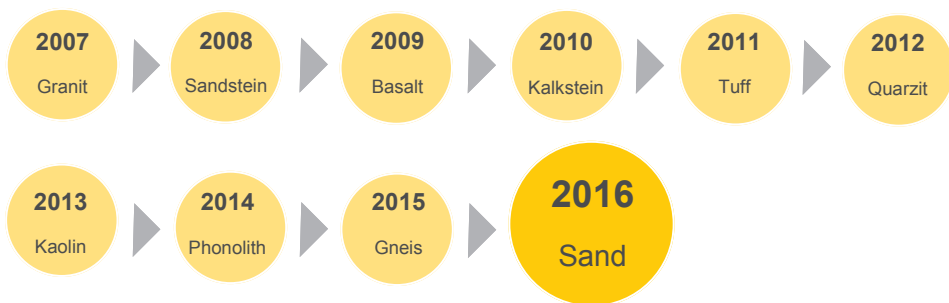 2007
Granit
2008
Sandstein
2009
Basalt
2010
Kalkstein
2011
Tuff
2012
Quarzit
2013
Kaolin
2014
Phonolith
2015
Gneis
2016
Sand